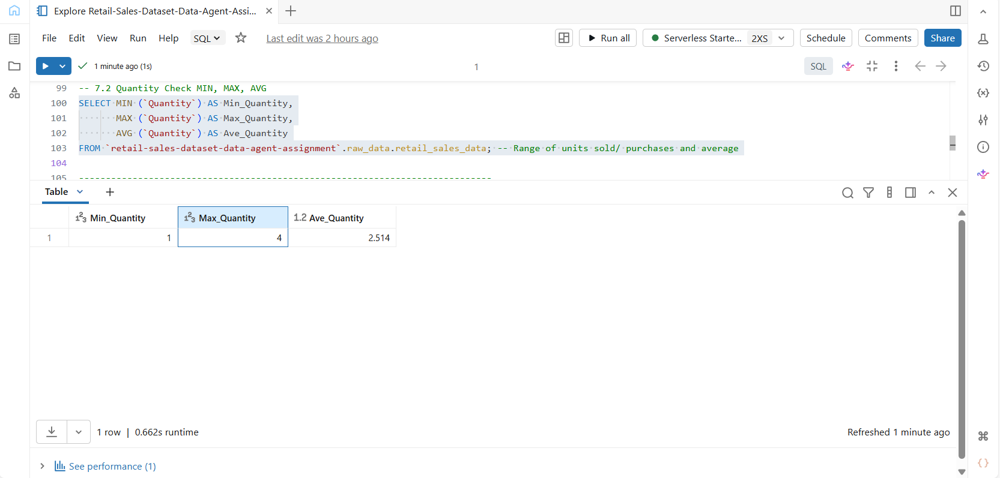 Explore Retail-Sales-Dataset-Data-Agent-Assi...
File Edit View Run Help SQL Last edit was 2 hours ago Run all Serverless Starte... 2XS Schedule Comments Share
1 minute ago (1s) 1 SQL
99 -- 7.2 Quantity Check MIN, MAX, AVG
100 SELECT MIN (`Quantity`) AS Min_Quantity,
101 MAX (`Quantity`) AS Max_Quantity,
102 AVG (`Quantity`) AS Ave_Quantity
103 FROM `retail-sales-dataset-data-agent-assignment`.raw_data.retail_sales_data; -- Range of units sold/ purchases and average
104
105 ----------------------------------------------------------------------------
Table
123 Min_Quantity 123 Max_Quantity 1.2 Ave_Quantity
1 1 4 2.514
1 row | 0.662s runtime Refreshed 1 minute ago
See performance (1)